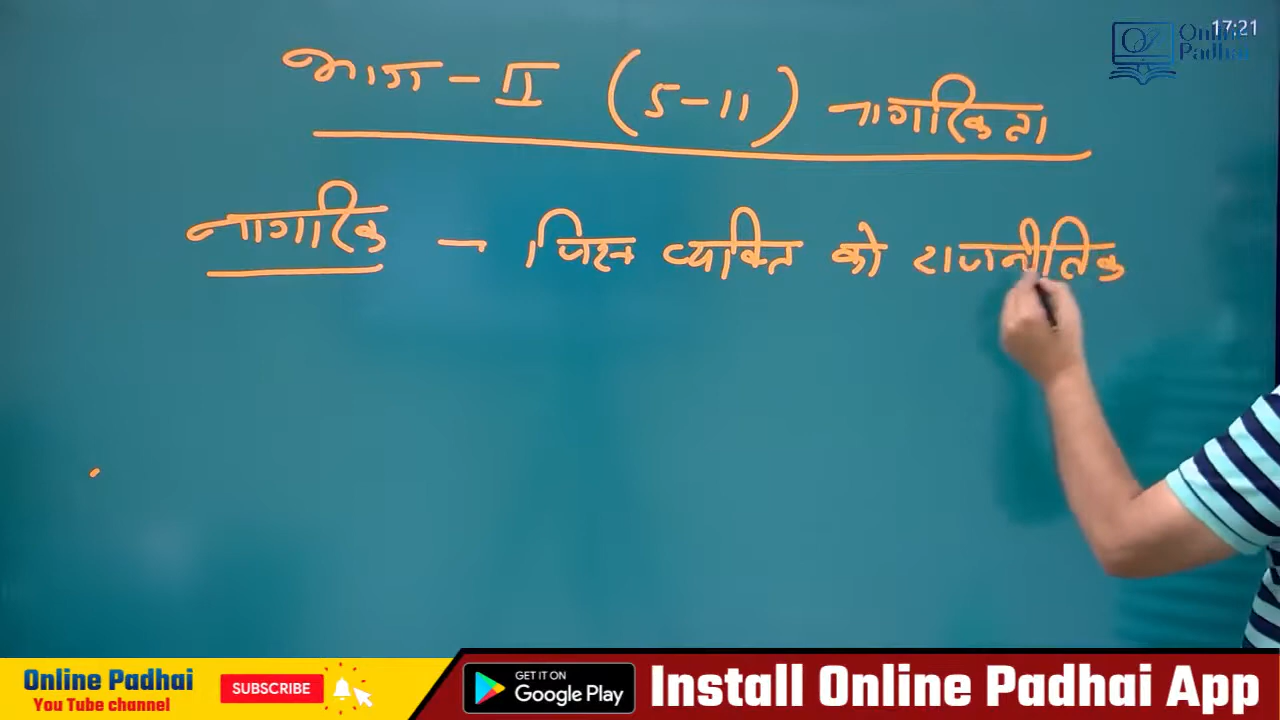 भाग - II (5-11) नागरिकता
नागरिक - जिस व्यक्ति को राजनीतिक
17:21
Online
Padhai
Online Padhai
You Tube channel
SUBSCRIBE
GET IT ON
Google Play
Install Online Padhai App